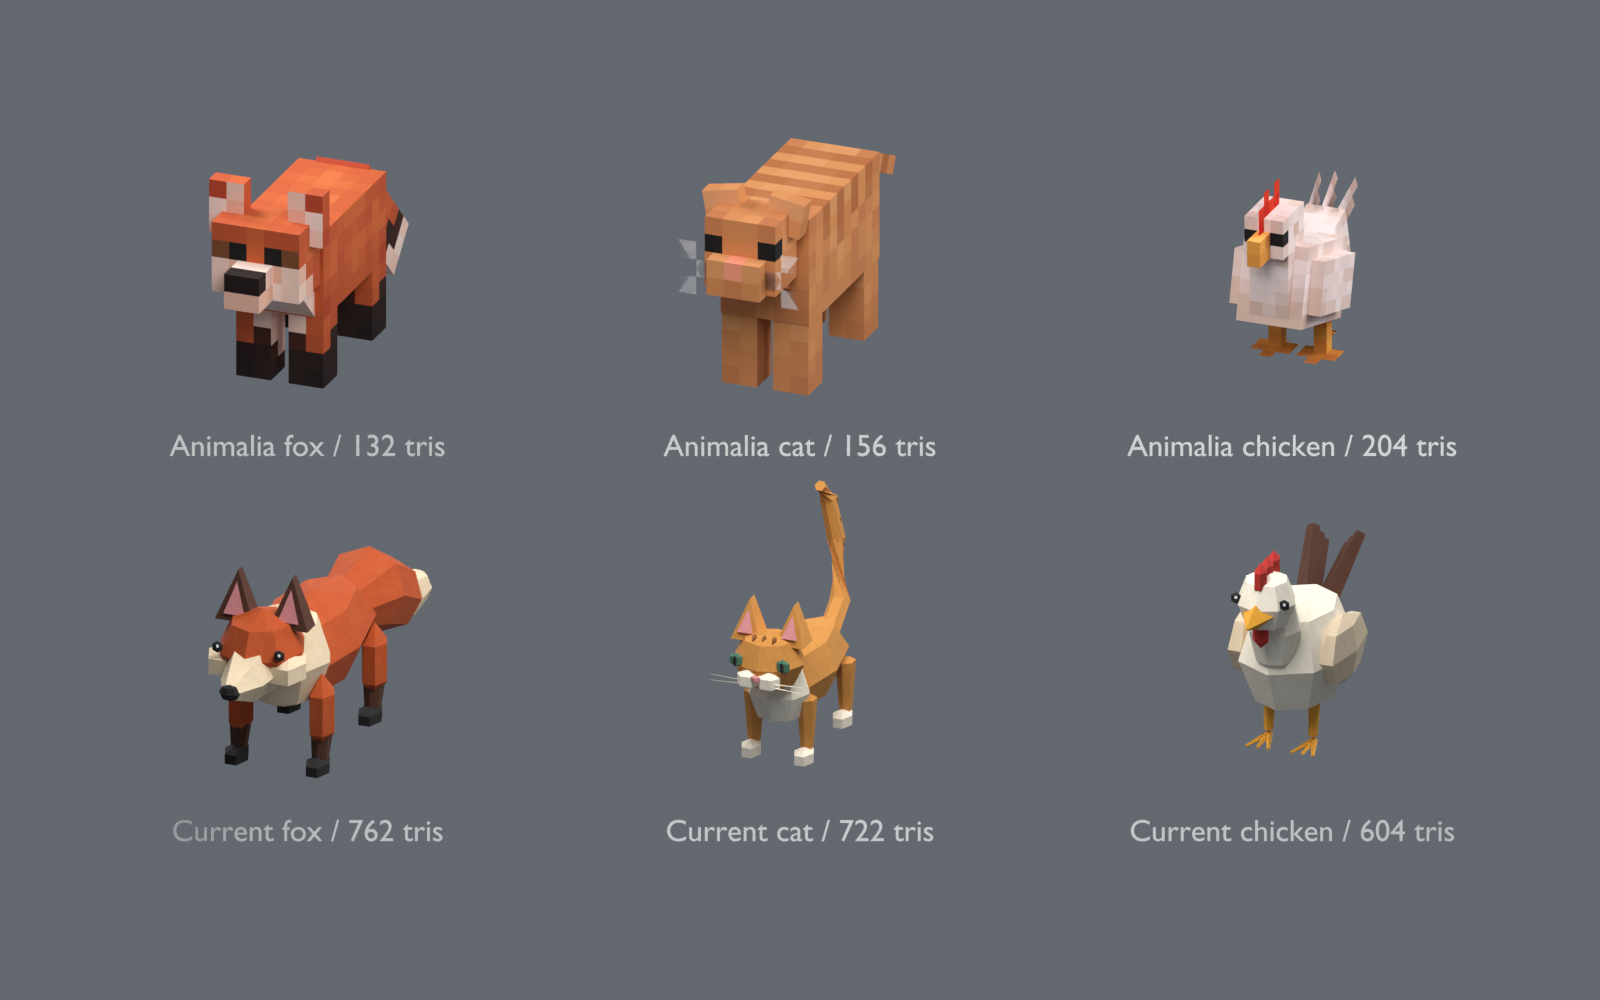 Animalia fox / 132 tris
Animalia cat / 156 tris
Animalia chicken / 204 tris
Current fox / 762 tris
Current cat / 722 tris
Current chicken / 604 tris